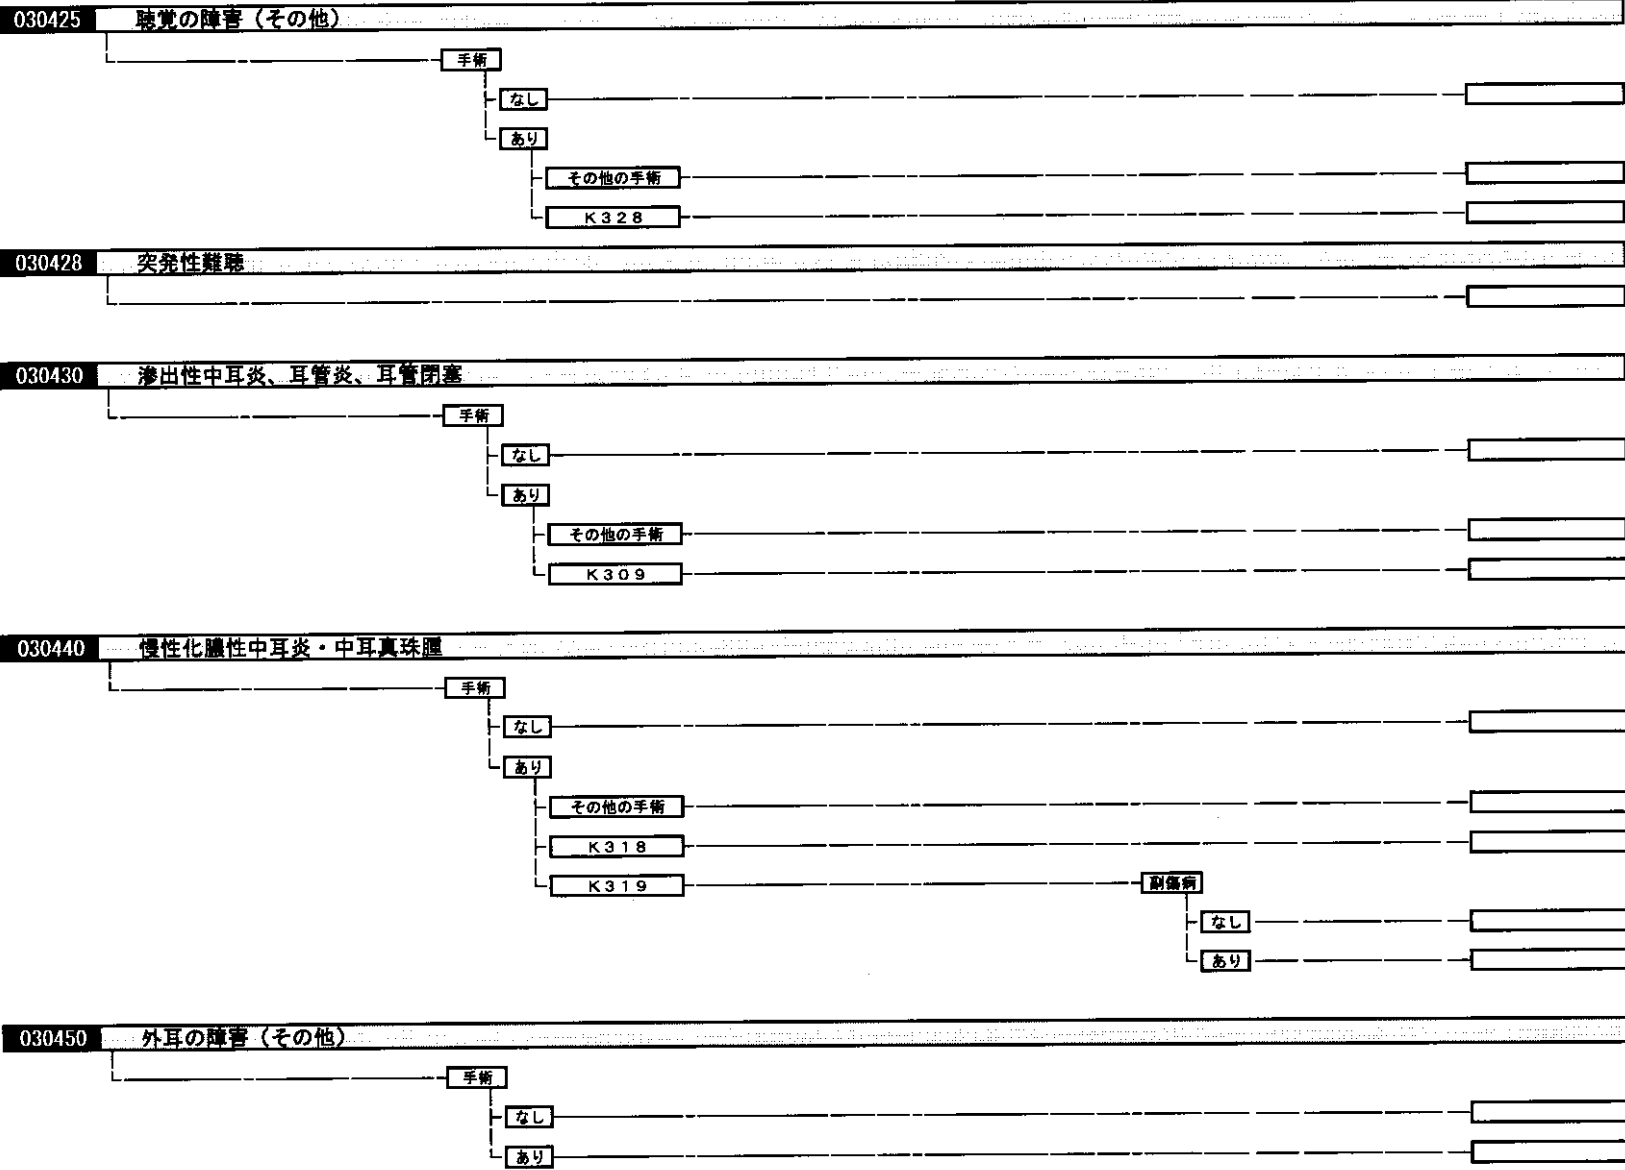 030425 聴覚の障害（その他）
手術
なし
あり
その他の手術
K328
030428 突発性難聴
030430 滲出性中耳炎、耳管炎、耳管閉塞
手術
なし
あり
その他の手術
K309
030440 慢性化膿性中耳炎・中耳真珠腫
手術
なし
あり
その他の手術
K318
K319 副傷病
なし
あり
030450 外耳の障害（その他）
手術
なし
あり